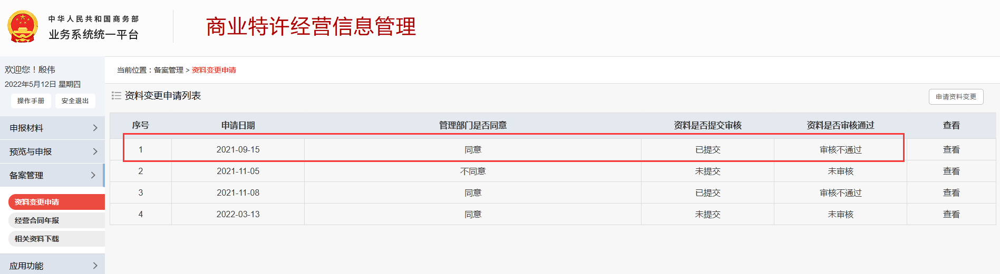 中华人民共和国商务部
业务系统统一平台
商业特许经营信息管理
欢迎您！殷伟
2022年5月12日 星期四
操作手册 安全退出
申报材料
预览与申报
备案管理
资料变更申请
经营合同年报
相关资料下载
应用功能
当前位置：备案管理 > 资料变更申请
资料变更申请列表
申请资料变更
序号 申请日期 管理部门是否同意 资料是否提交审核 资料是否审核通过 查看
1 2021-09-15 同意 已提交 审核不通过 查看
2 2021-11-05 不同意 未提交 未审核 查看
3 2021-11-08 同意 已提交 审核不通过 查看
4 2022-03-13 同意 未提交 未审核 查看